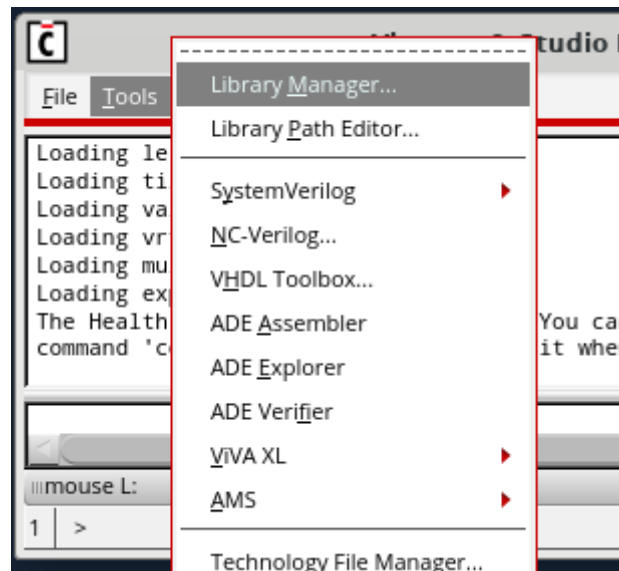 Studio
File Tools
Library Manager...
Library Path Editor...
SystemVerilog
NC-Verilog...
VHDL Toolbox...
ADE Assembler
ADE Explorer
ADE Verifier
ViVA XL
AMS
Technology File Manager...
Loading le
Loading ti
Loading va
Loading vr
Loading mu
Loading ex
The Health You ca
command 'c it whe
mouse L:
1 >